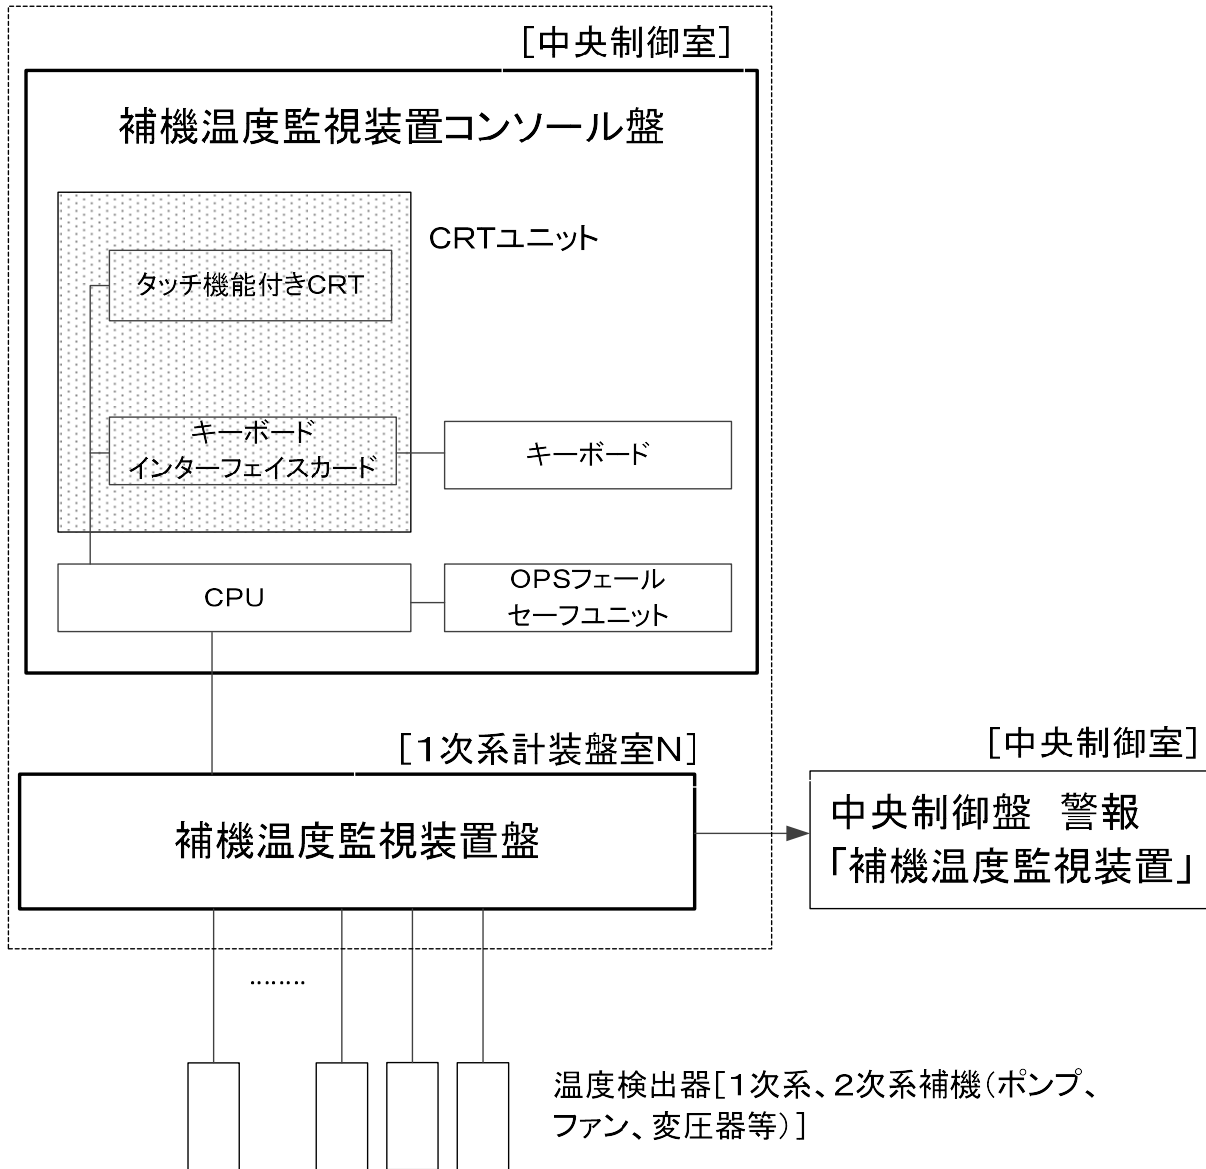 [中央制御室]
補機温度監視装置コンソール盤
CRTユニット
タッチ機能付きCRT
キーボード
インターフェイスカード
キーボード
CPU
OPSフェール
セーフユニット
[1次系計装盤室N]
補機温度監視装置盤
[中央制御室]
中央制御盤 警報
「補機温度監視装置」
........
温度検出器[1次系、2次系補機(ポンプ、
ファン、変圧器等)]